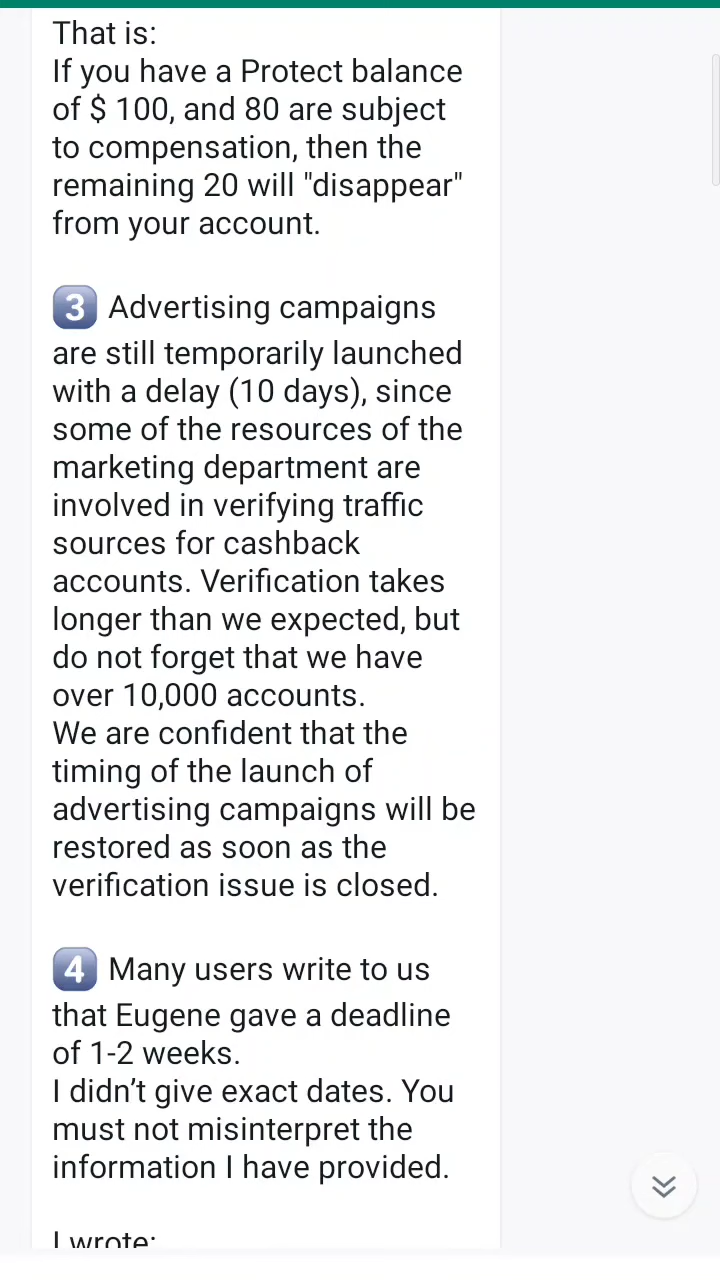 That is:
If you have a Protect balance
of $ 100, and 80 are subject
to compensation, then the
remaining 20 will "disappear"
from your account.
3 Advertising campaigns
are still temporarily launched
with a delay (10 days), since
some of the resources of the
marketing department are
involved in verifying traffic
sources for cashback
accounts. Verification takes
longer than we expected, but
do not forget that we have
over 10,000 accounts.
We are confident that the
timing of the launch of
advertising campaigns will be
restored as soon as the
verification issue is closed.
4 Many users write to us
that Eugene gave a deadline
of 1-2 weeks.
I didn’t give exact dates. You
must not misinterpret the
information I have provided.
I wrote: